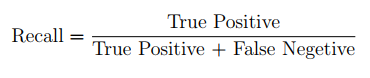 Recall = True Positive
True Positive + False Negetive